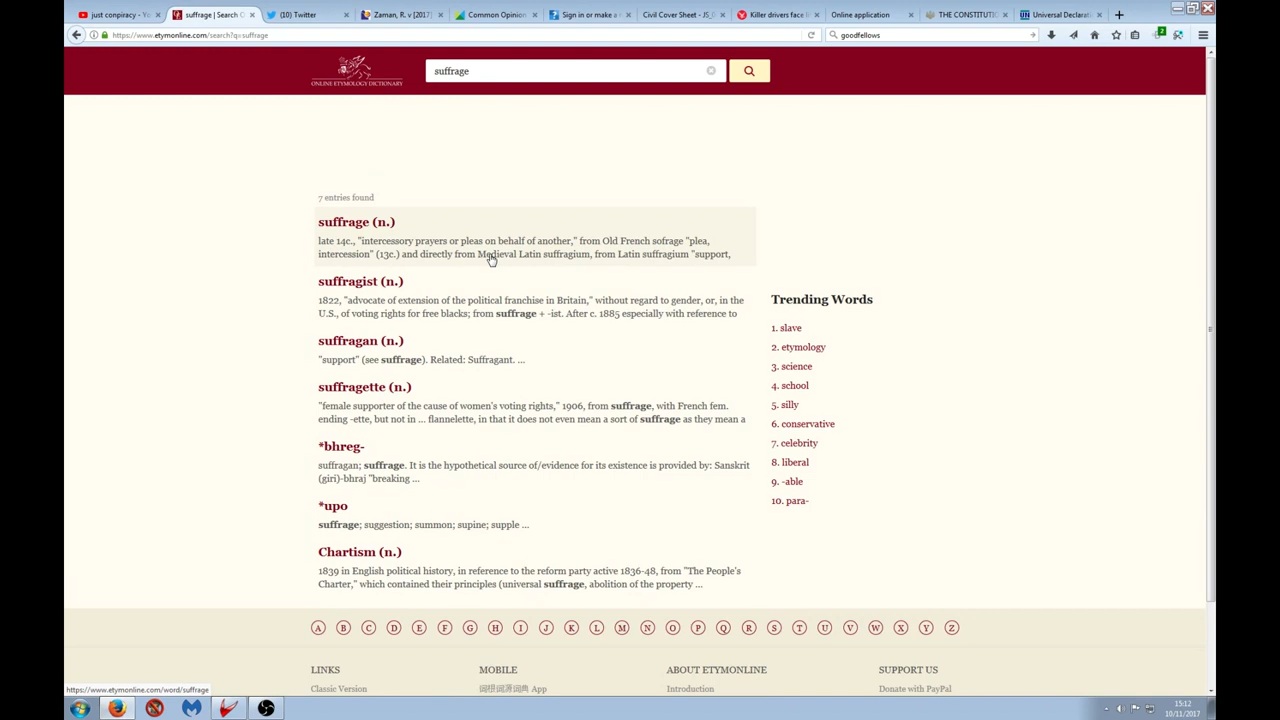 just conspiracy - Yo
suffrage | Search O
(10) Twitter
Zaman, R v [2017]
Common Opinion
Sign in or make a
Civil Cover Sheet - JS_D
Killer drivers face
Online application
THE CONSTITUTI
Universal Declarati
https://www.etymonline.com/search?q=suffrage
goodfellows
2
ONLINE ETYMOLOGY DICTIONARY
suffrage
7 entries found
suffrage (n.)
late 14c., "intercessory prayers or pleas on behalf of another," from Old French sofrage "plea,
intercession" (13c.) and directly from Medieval Latin suffragium, from Latin suffragium "support,
suffragist (n.)
1822, "advocate of extension of the political franchise in Britain," without regard to gender, or, in the
U.S., of voting rights for free blacks; from suffrage + -ist. After c. 1885 especially with reference to
suffragan (n.)
"support" (see suffrage). Related: Suffragant. ...
suffragette (n.)
"female supporter of the cause of women's voting rights," 1906, from suffrage, with French fem.
ending -ette, but not in ... flannelette, in that it does not even mean a sort of suffrage as they mean a
*bhreg-
suffragan; suffrage. It is the hypothetical source of/evidence for its existence is provided by: Sanskrit
(giri)-bhraj "breaking ...
*upo
suffrage; suggestion; summon; supine; supple ...
Chartism (n.)
1839 in English political history, in reference to the reform party active 1836-48, from "The People's
Charter," which contained their principles (universal suffrage, abolition of the property ...
Trending Words
1. slave
2. etymology
3. science
4. school
5. silly
6. conservative
7. celebrity
8. liberal
9. -able
10. para-
A B C D E F G H I J K L M N O P Q R S T U V W X Y Z
LINKS
MOBILE
ABOUT ETYMONLINE
SUPPORT US
Classic Version
词根词源词典 App
Introduction
Donate with PayPal
https://www.etymonline.com/word/suffrage
15:12
10/11/2017